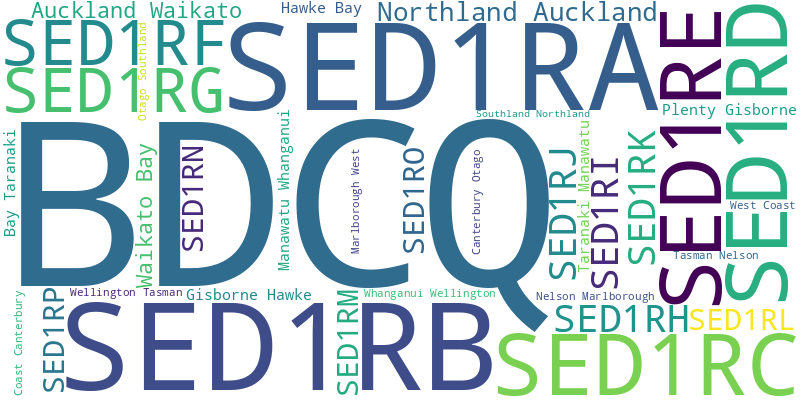 Auckland Waikato
Hawke Bay
Northland Auckland
SED1RF
SED1RA
SED1RE
SED1RD
SED1RG
Otago Southland
Southland Northland
Plenty Gisborne
BDCQ
Bay Taranaki
Waikato Bay
SED1RN
Manawatu Whanganui
Marlborough West
SED1RO
Canterbury Otago
SED1RJ
Taranaki Manawatu
SED1RI
SED1RK
West Coast
Tasman Nelson
Coast Canterbury
SED1RP
Wellington Tasman
Gisborne Hawke
SED1RM
Whanganui Wellington
Nelson Marlborough
SED1RB
SED1RH
SED1RL
SED1RC